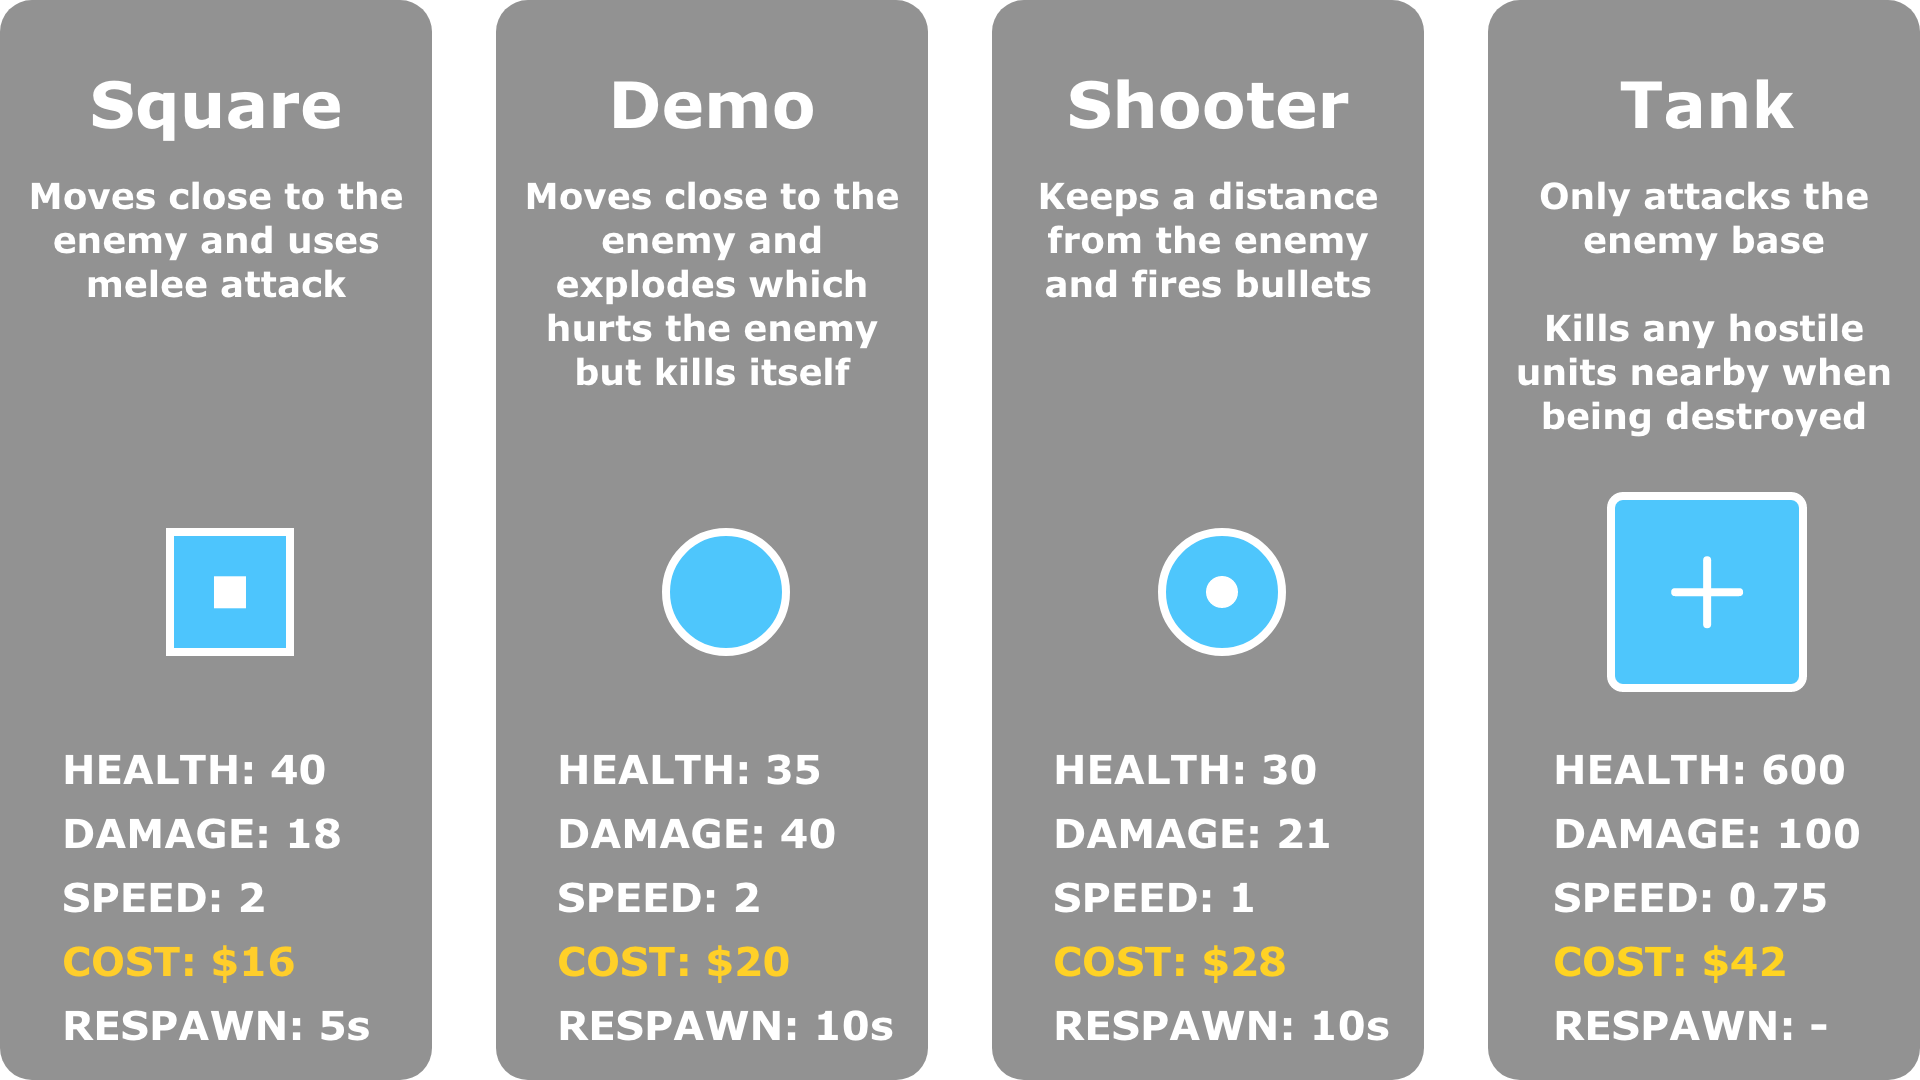 Square
Moves close to the
enemy and uses
melee attack
HEALTH: 40
DAMAGE: 18
SPEED: 2
COST: $16
RESPAWN: 5s
Demo
Moves close to the
enemy and
explodes which
hurts the enemy
but kills itself
HEALTH: 35
DAMAGE: 40
SPEED: 2
COST: $20
RESPAWN: 10s
Shooter
Keeps a distance
from the enemy
and fires bullets
HEALTH: 30
DAMAGE: 21
SPEED: 1
COST: $28
RESPAWN: 10s
Tank
Only attacks the
enemy base
Kills any hostile
units nearby when
being destroyed
HEALTH: 600
DAMAGE: 100
SPEED: 0.75
COST: $42
RESPAWN: -